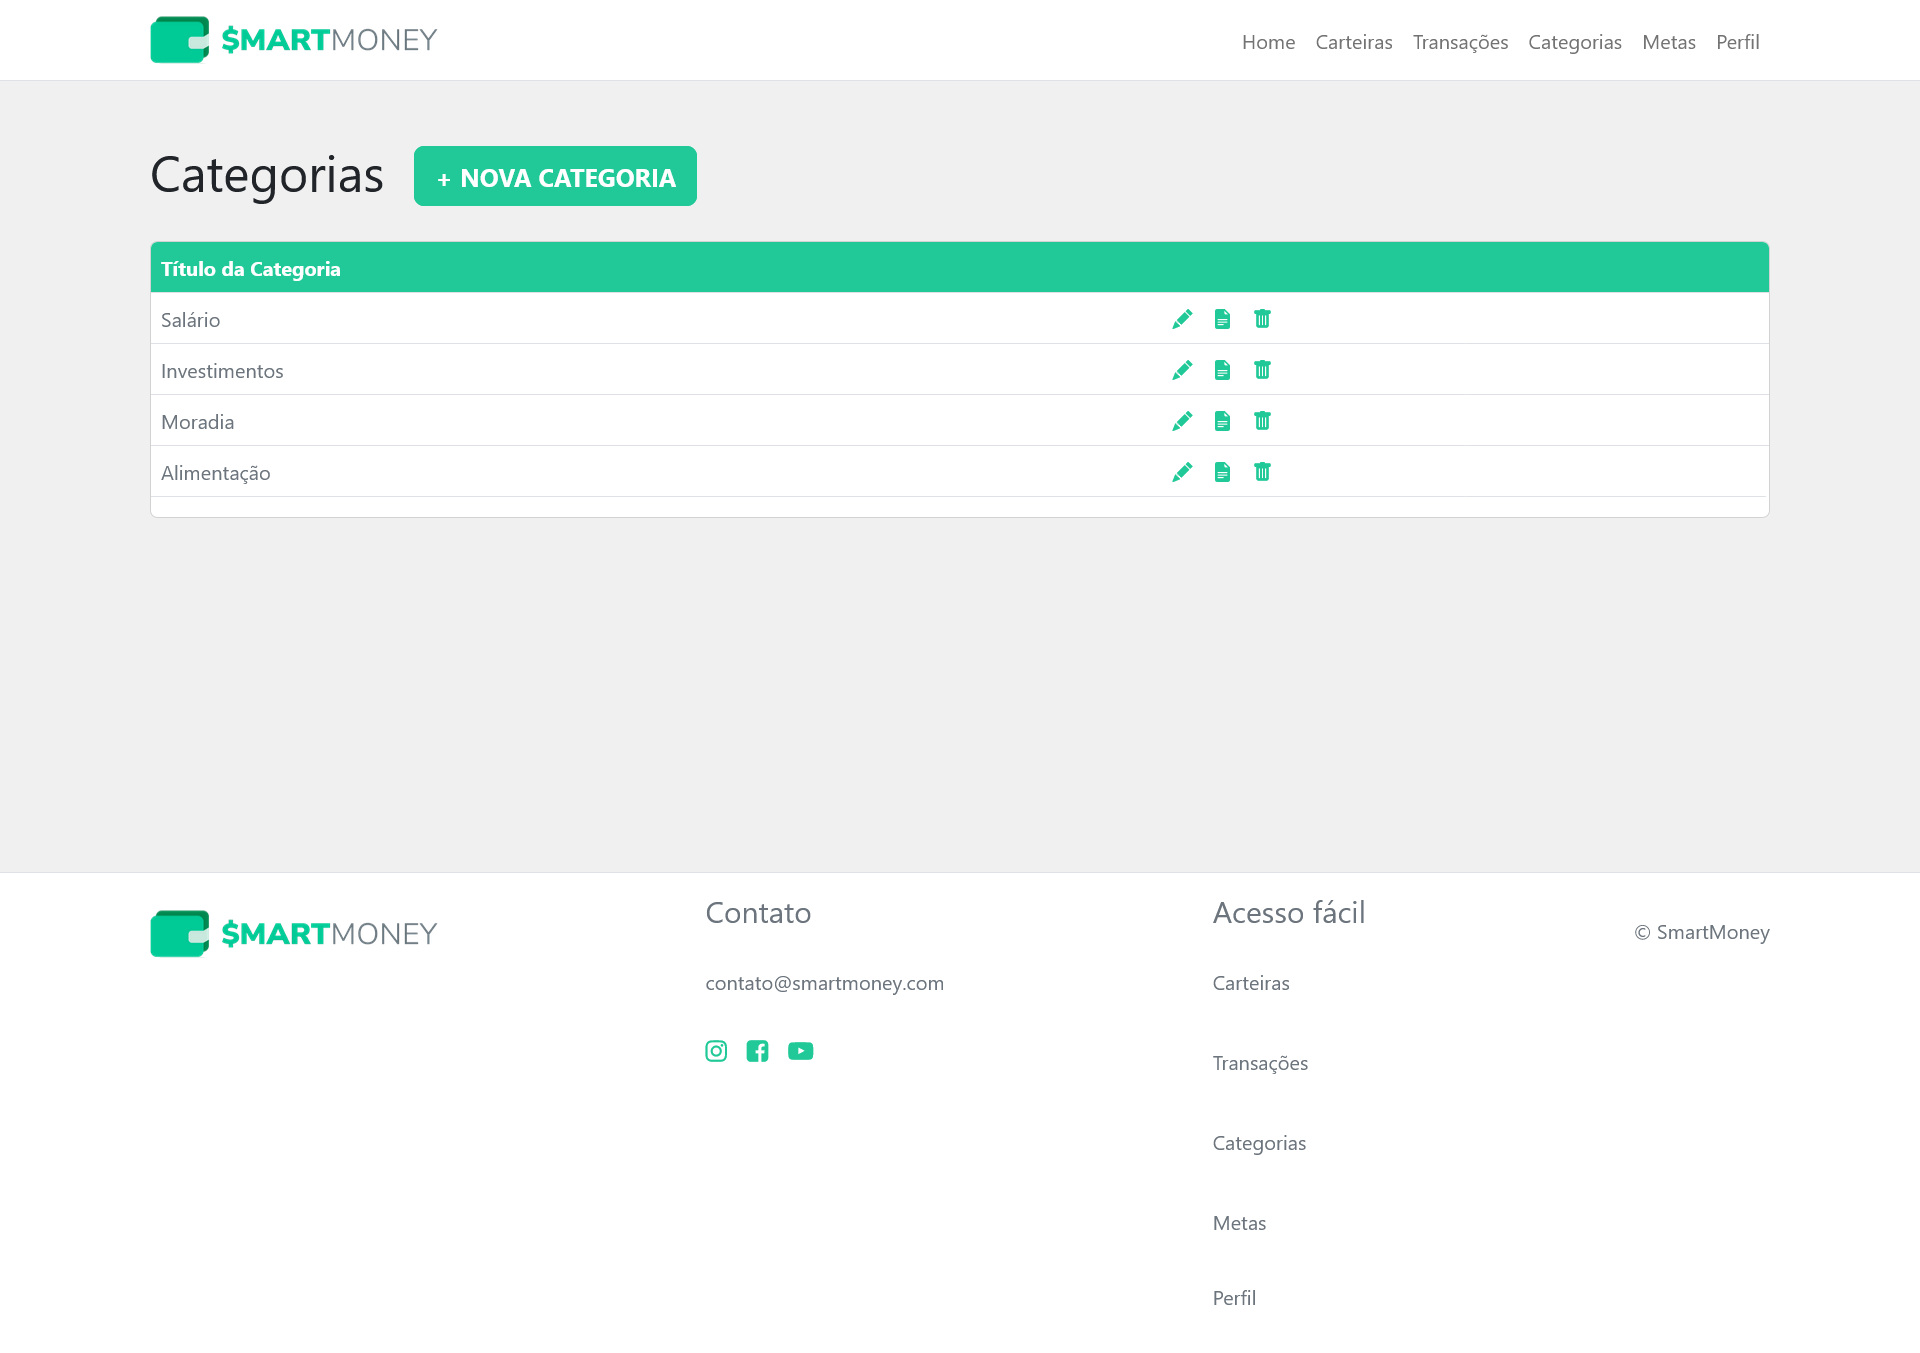 $MARTMONEY
Home Carteiras Transações Categorias Metas Perfil
Categorias
+ NOVA CATEGORIA
Título da Categoria
Salário
Investimentos
Moradia
Alimentação
$MARTMONEY
Contato
contato@smartmoney.com
Acesso fácil
Carteiras
Transações
Categorias
Metas
Perfil
© SmartMoney